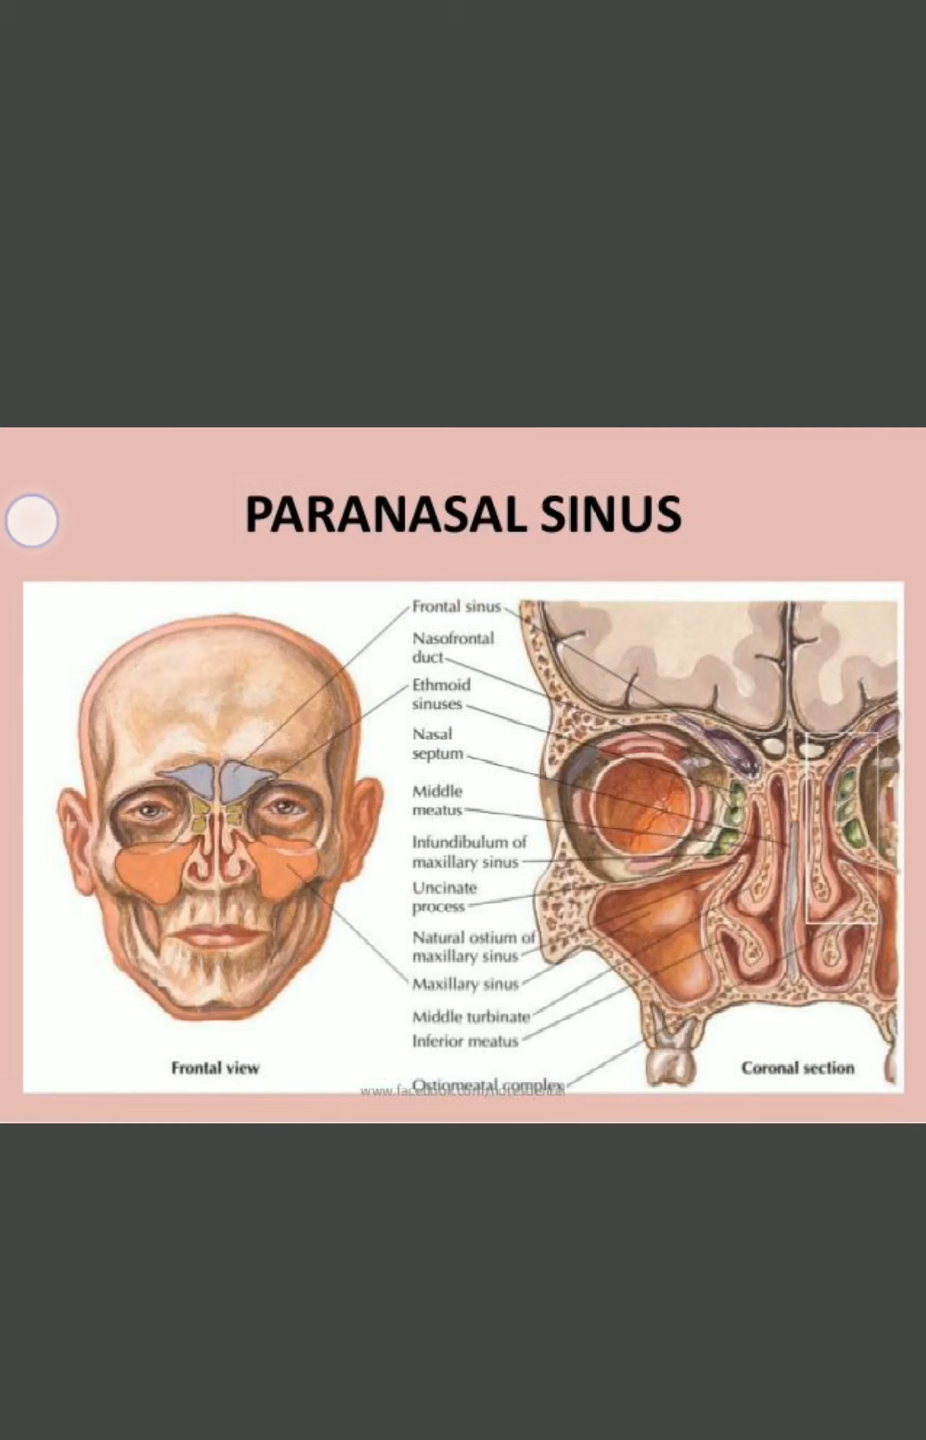 PARANASAL SINUS
Frontal sinus
Nasofrontal
duct
Ethmoid
sinuses
Nasal
septum
Middle
meatus
Infundibulum of
maxillary sinus
Uncinate
process
Natural ostium of
maxillary sinus
Maxillary sinus
Middle turbinate
Inferior meatus
Ostiomeatal complex
Frontal view
Coronal section